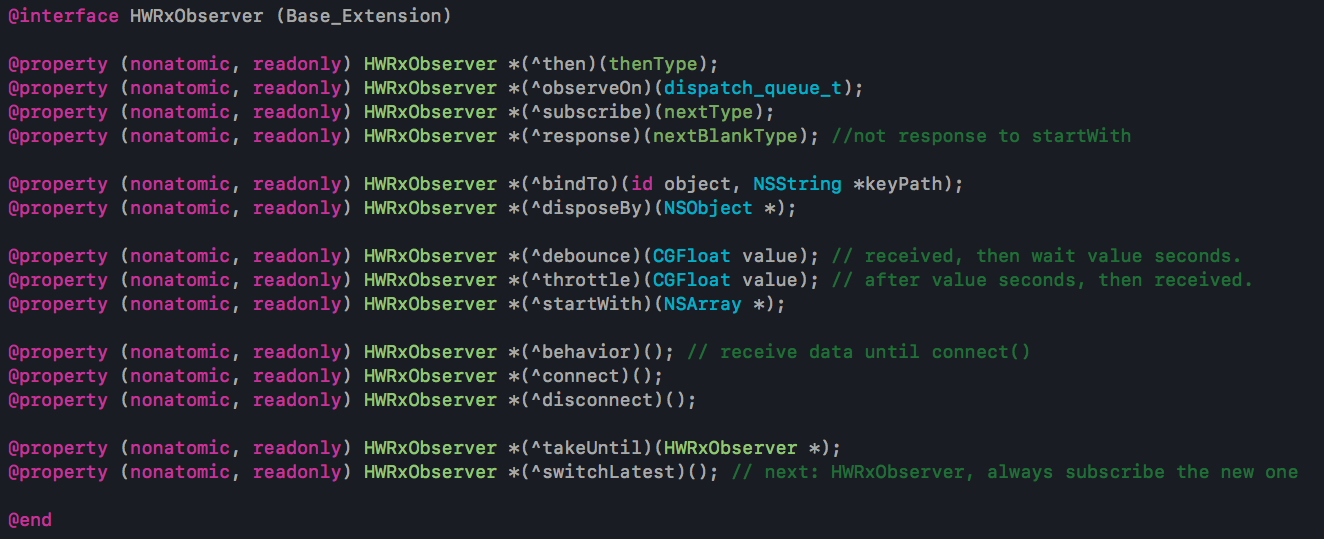 @interface HWRxObserver (Base_Extension)
@property (nonatomic, readonly) HWRxObserver *(^then)(thenType);
@property (nonatomic, readonly) HWRxObserver *(^observeOn)(dispatch_queue_t);
@property (nonatomic, readonly) HWRxObserver *(^subscribe)(nextType);
@property (nonatomic, readonly) HWRxObserver *(^response)(nextBlankType); //not response to startWith
@property (nonatomic, readonly) HWRxObserver *(^bindTo)(id object, NSString *keyPath);
@property (nonatomic, readonly) HWRxObserver *(^disposeBy)(NSObject *);
@property (nonatomic, readonly) HWRxObserver *(^debounce)(CGFloat value); // received, then wait value seconds.
@property (nonatomic, readonly) HWRxObserver *(^throttle)(CGFloat value); // after value seconds, then received.
@property (nonatomic, readonly) HWRxObserver *(^startWith)(NSArray *);
@property (nonatomic, readonly) HWRxObserver *(^behavior)(); // receive data until connect()
@property (nonatomic, readonly) HWRxObserver *(^connect)();
@property (nonatomic, readonly) HWRxObserver *(^disconnect)();
@property (nonatomic, readonly) HWRxObserver *(^takeUntil)(HWRxObserver *);
@property (nonatomic, readonly) HWRxObserver *(^switchLatest)(); // next: HWRxObserver, always subscribe the new one
@end